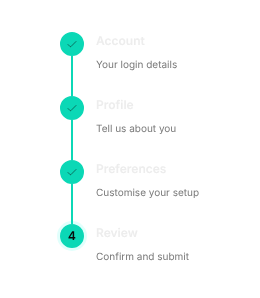 Account
Your login details
Profile
Tell us about you
Preferences
Customise your setup
4 Review
Confirm and submit